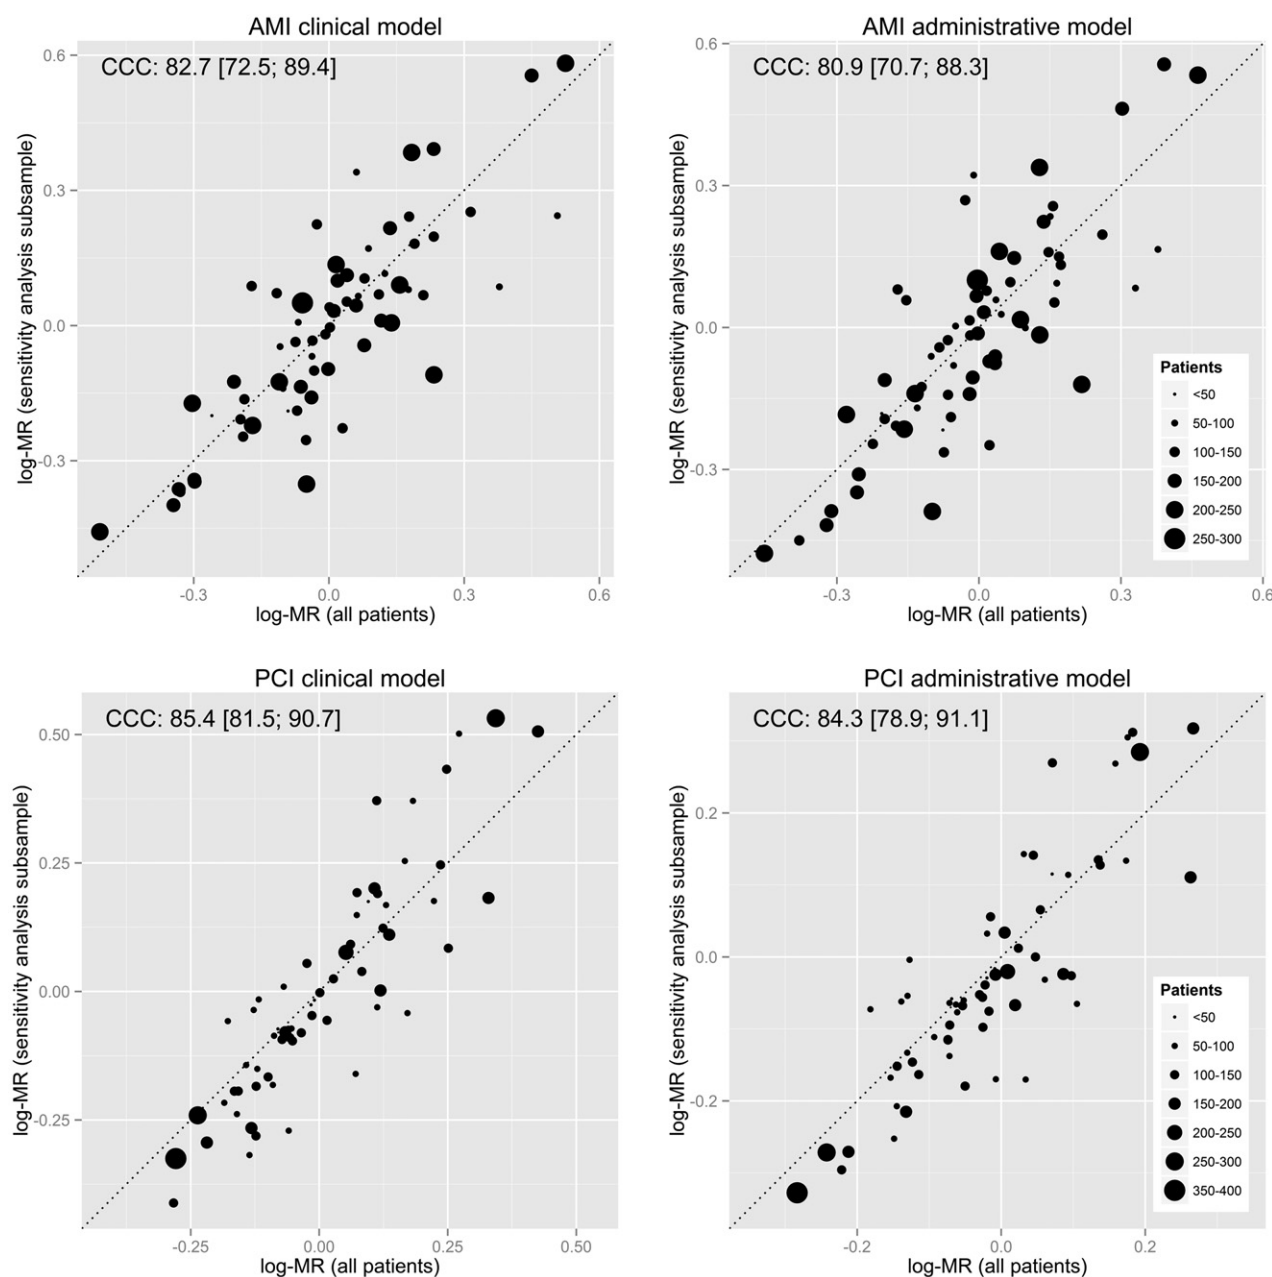 AMI clinical model
CCC: 82.7 [72.5; 89.4]
log-MR (sensitivity analysis subsample)
0.6
0.3
0.0
-0.3
-0.3
0.0
0.3
0.6
log-MR (all patients)
AMI administrative model
CCC: 80.9 [70.7; 88.3]
log-MR (sensitivity analysis subsample)
0.6
0.3
0.0
-0.3
-0.3
0.0
0.3
0.6
log-MR (all patients)
Patients
<50
50-100
100-150
150-200
200-250
250-300
PCI clinical model
CCC: 85.4 [81.5; 90.7]
log-MR (sensitivity analysis subsample)
0.50
0.25
0.00
-0.25
-0.25
0.00
0.25
0.50
log-MR (all patients)
PCI administrative model
CCC: 84.3 [78.9; 91.1]
log-MR (sensitivity analysis subsample)
0.2
0.0
-0.2
-0.2
0.0
0.2
log-MR (all patients)
Patients
<50
50-100
100-150
150-200
200-250
250-300
350-400